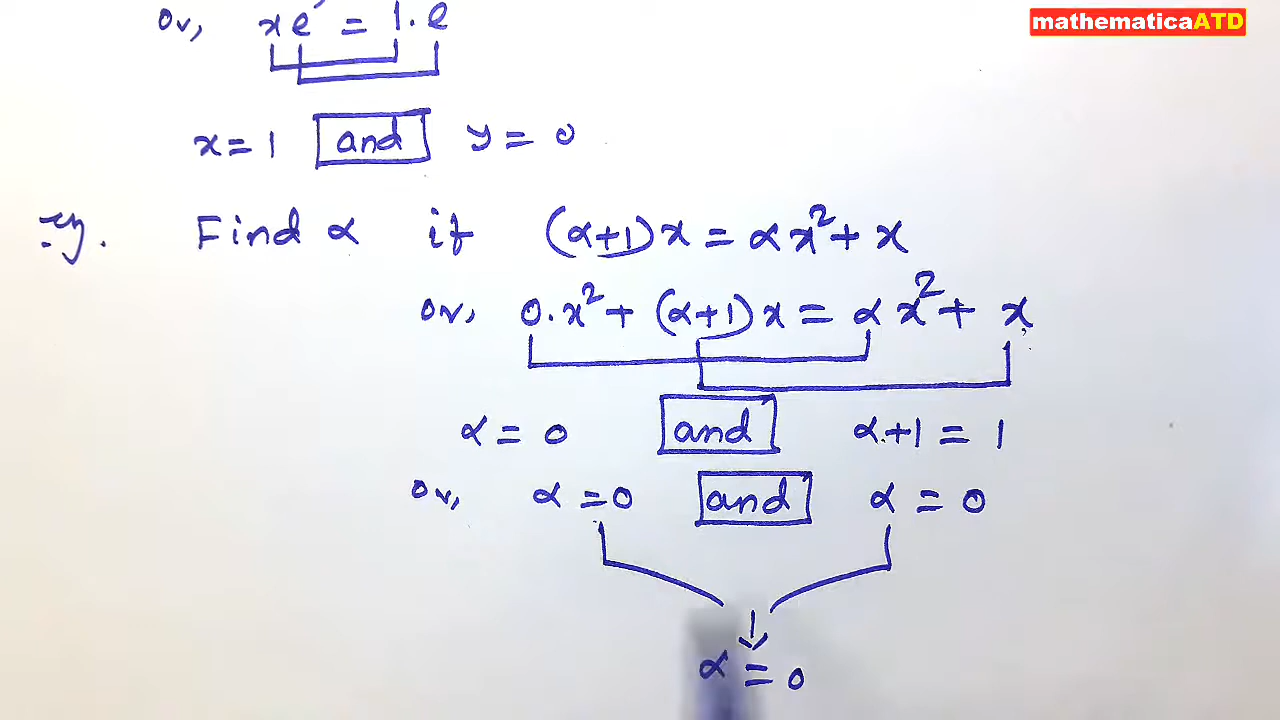 mathematicaATD
Or, x e = 1. e
x = 1 and y = 0
eg. Find α if (α+1)x = αx² + x
Or, 0.x² + (α+1)x = αx² + x
α = 0 and α+1 = 1
Or, α = 0 and α = 0
α = 0